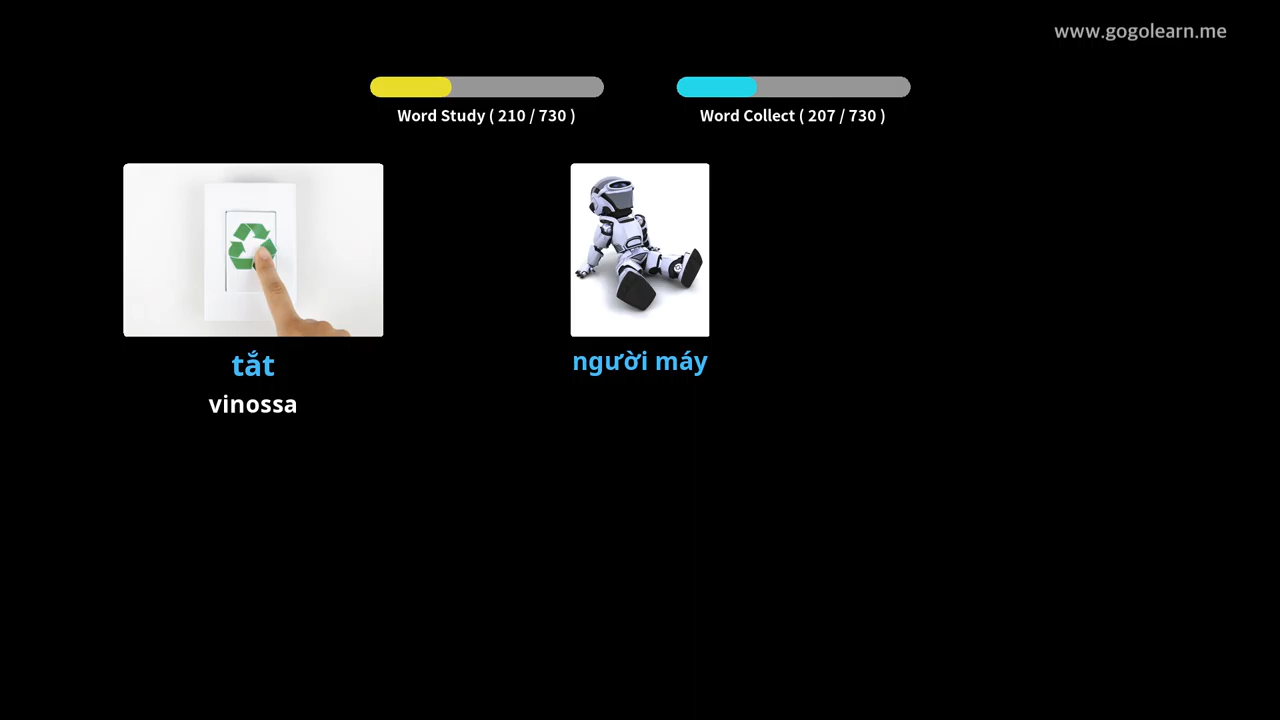 www.gogolearn.me
Word Study ( 210 / 730 )
Word Collect ( 207 / 730 )
tắt
vinossa
người máy